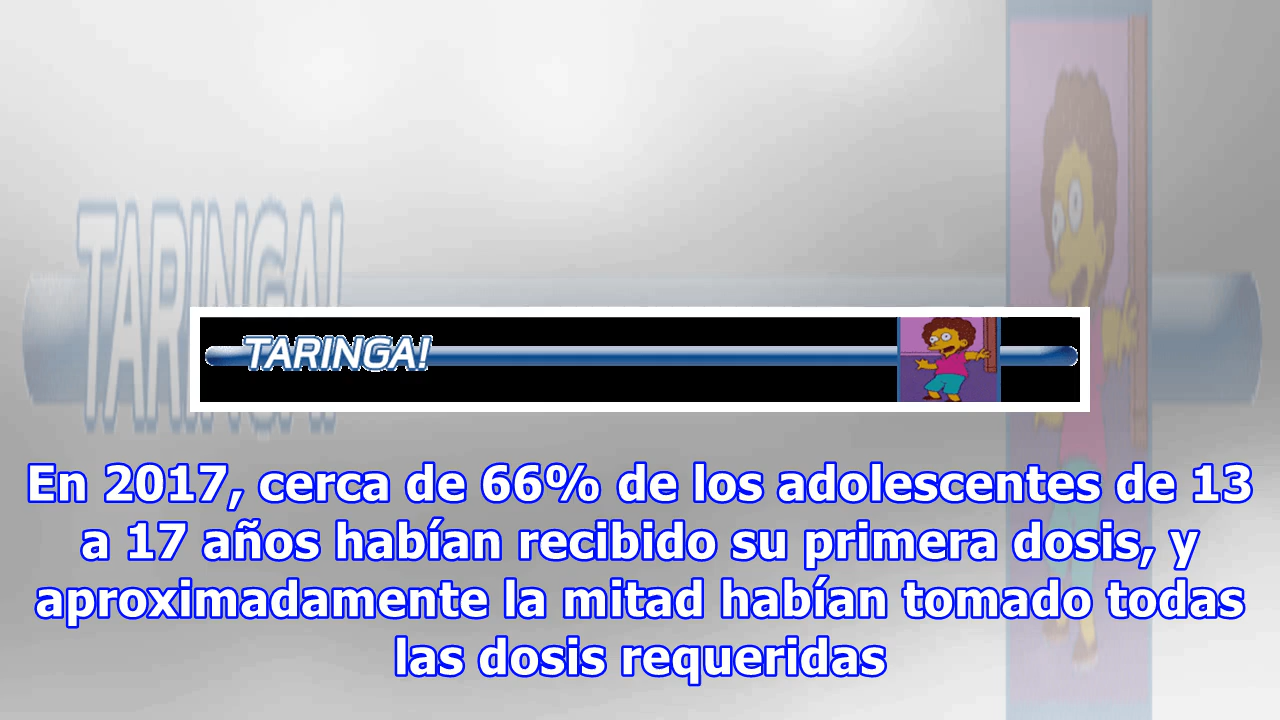 TARINGA!
TARINGA!
En 2017, cerca de 66% de los adolescentes de 13
a 17 años habían recibido su primera dosis, y
aproximadamente la mitad habían tomado todas
las dosis requeridas